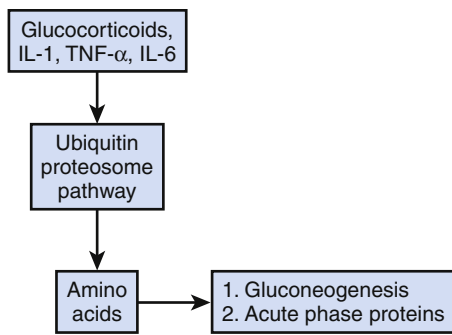 Glucocorticoids,
IL-1, TNF-α, IL-6
Ubiquitin
proteosome
pathway
Amino
acids
1. Gluconeogenesis
2. Acute phase proteins